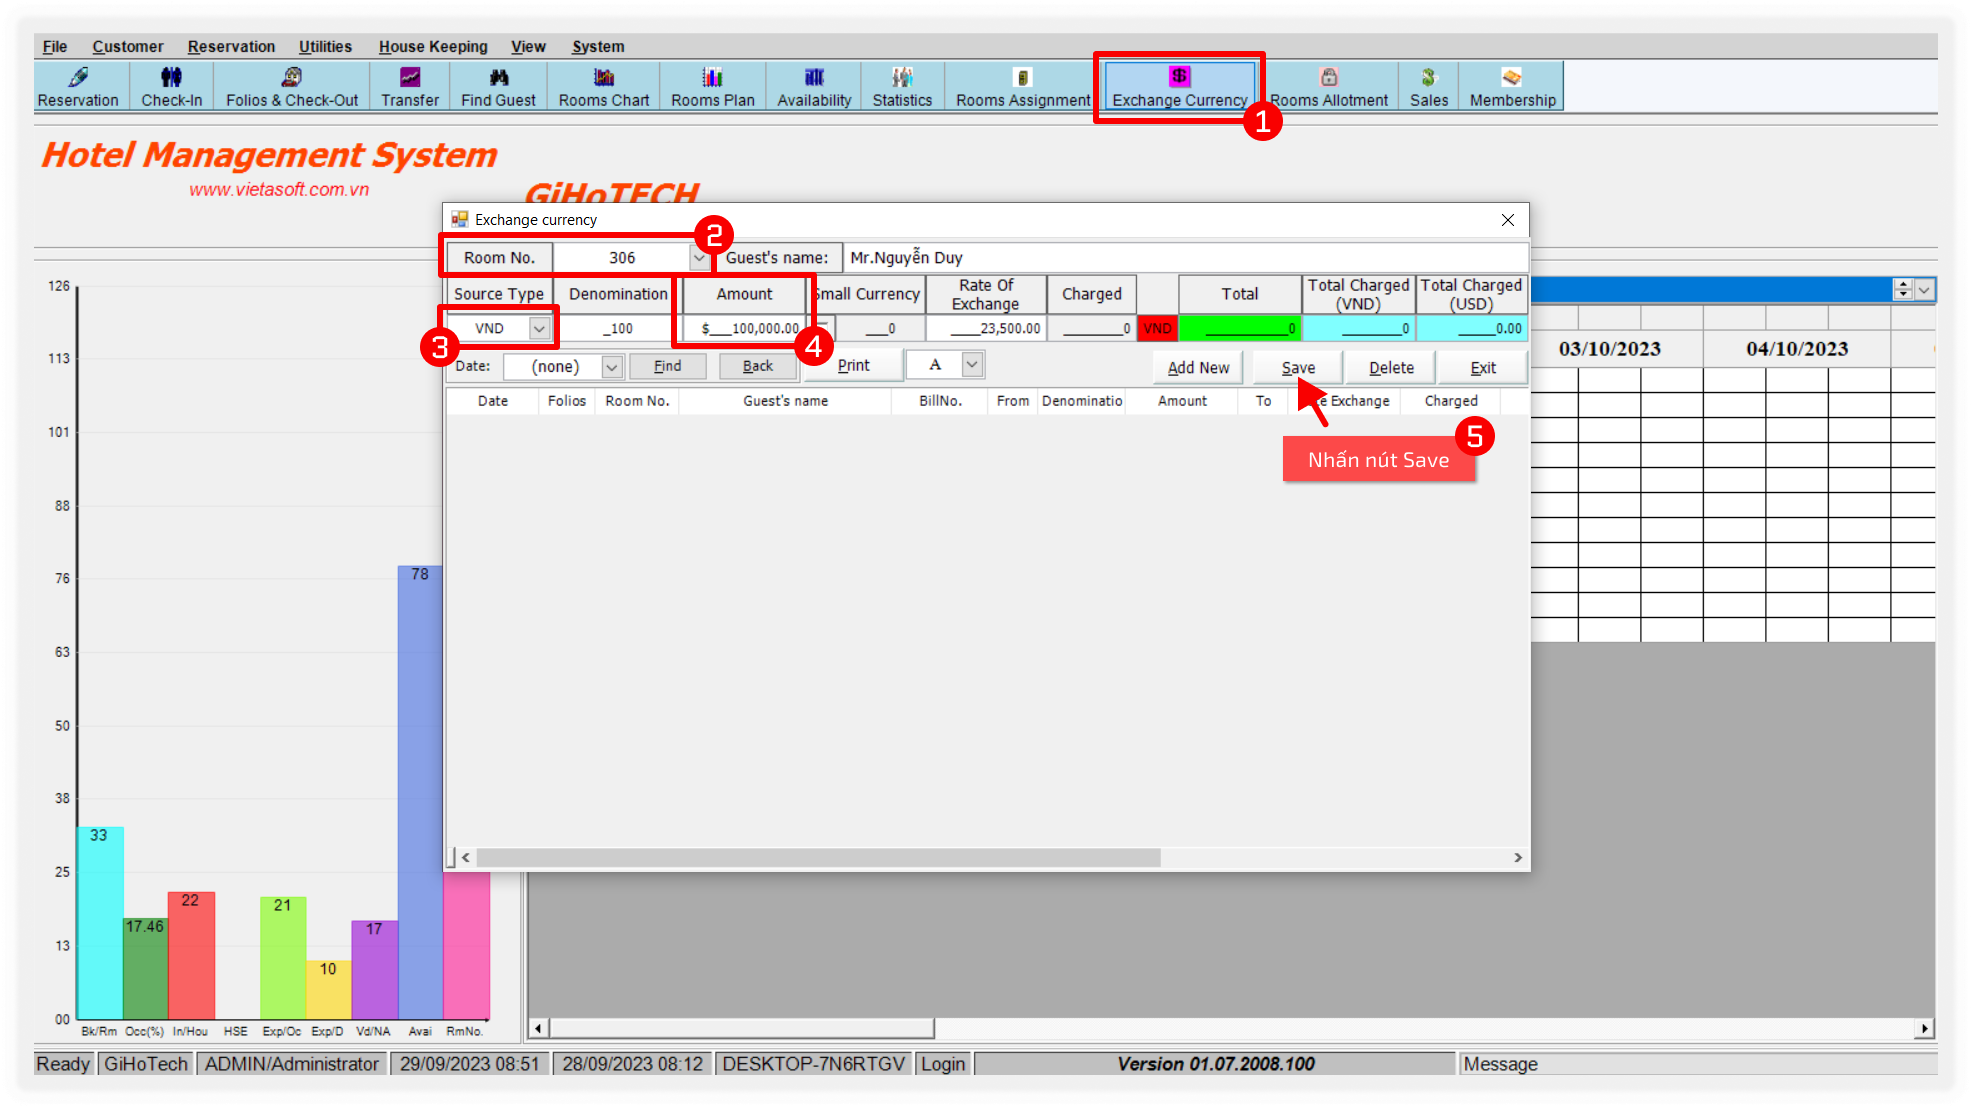 File Customer Reservation Utilities House Keeping View System
Reservation Check-In Folios & Check-Out Transfer Find Guest Rooms Chart Rooms Plan Availability Statistics Rooms Assignment Exchange Currency Rooms Allotment Sales Membership
1
Hotel Management System
www.vietasoft.com.vn
GiHoTECH
Exchange currency
2
Room No. 306 Guest's name: Mr.Nguyễn Duy
Source Type Denomination Amount Small Currency Rate Of Exchange Charged Total Total Charged (VND) Total Charged (USD)
VND _100 $___100,000.00 ___0 ____23,500.00 ________0 VND ___________0 ________0 _____0.00
3
4
Date: (none) Find Back Print A Add New Save Delete Exit
Date Folios Room No. Guest's name BillNo. From Denominatio Amount To Exchange Charged
5
Nhấn nút Save
03/10/2023 04/10/2023
126
113
101
88
76
63
50
38
25
13
00
33
17.46
22
21
10
17
78
Bk/Rm Occ(%) In/Hou HSE Exp/Oc Exp/D Vd/NA Avai RmNo.
Ready GiHoTech ADMIN/Administrator 29/09/2023 08:51 28/09/2023 08:12 DESKTOP-7N6RTGV Login Version 01.07.2008.100 Message